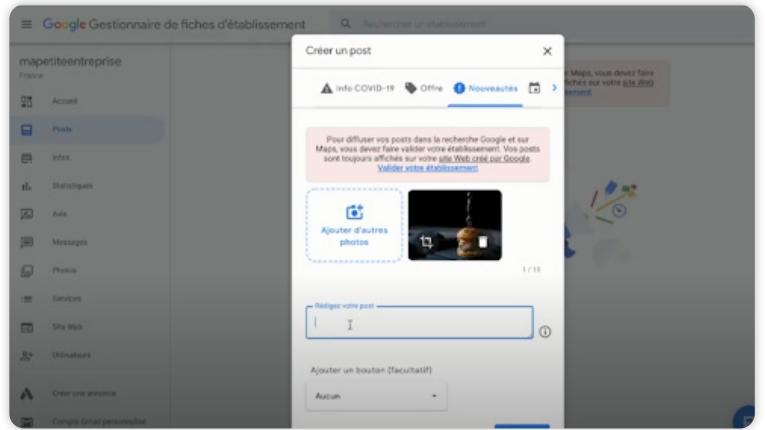 Google Gestionnaire de fiches d'établissement
Rechercher un établissement
mapetiteentreprise
France
Accueil
Posts
Infos
Statistiques
Avis
Messages
Photos
Services
Site Web
Utilisateurs
Créer une annonce
Compte Gmail personnalisé
Créer un post
Info COVID-19
Offre
Nouveautés
r Maps, vous devez faire
fichés sur votre site Web
Pour diffuser vos posts dans la recherche Google et sur
Maps, vous devez faire valider votre établissement. Vos posts
sont toujours affichés sur votre site Web créé par Google.
Valider votre établissement
Ajouter d'autres
photos
1 / 10
Rédigez votre post
Ajouter un bouton (facultatif)
Aucun